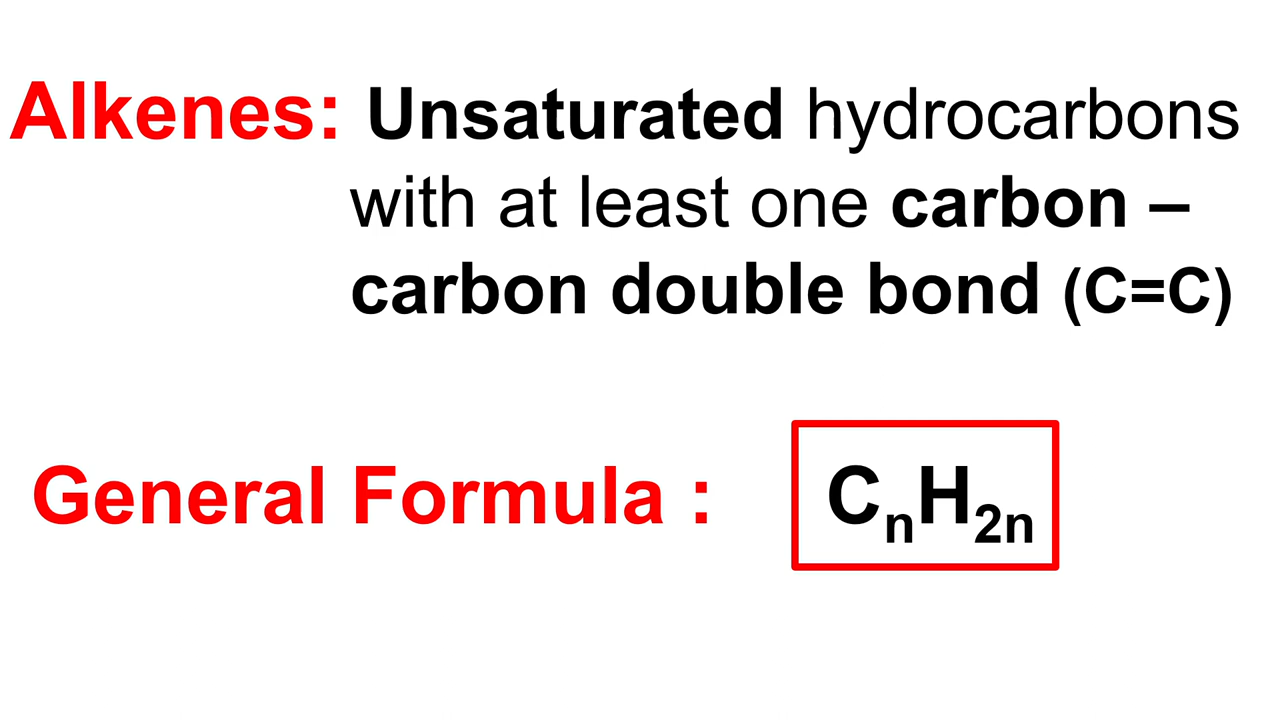 Alkenes: Unsaturated hydrocarbons
with at least one carbon –
carbon double bond (C=C)
General Formula : CₙH₂ₙ